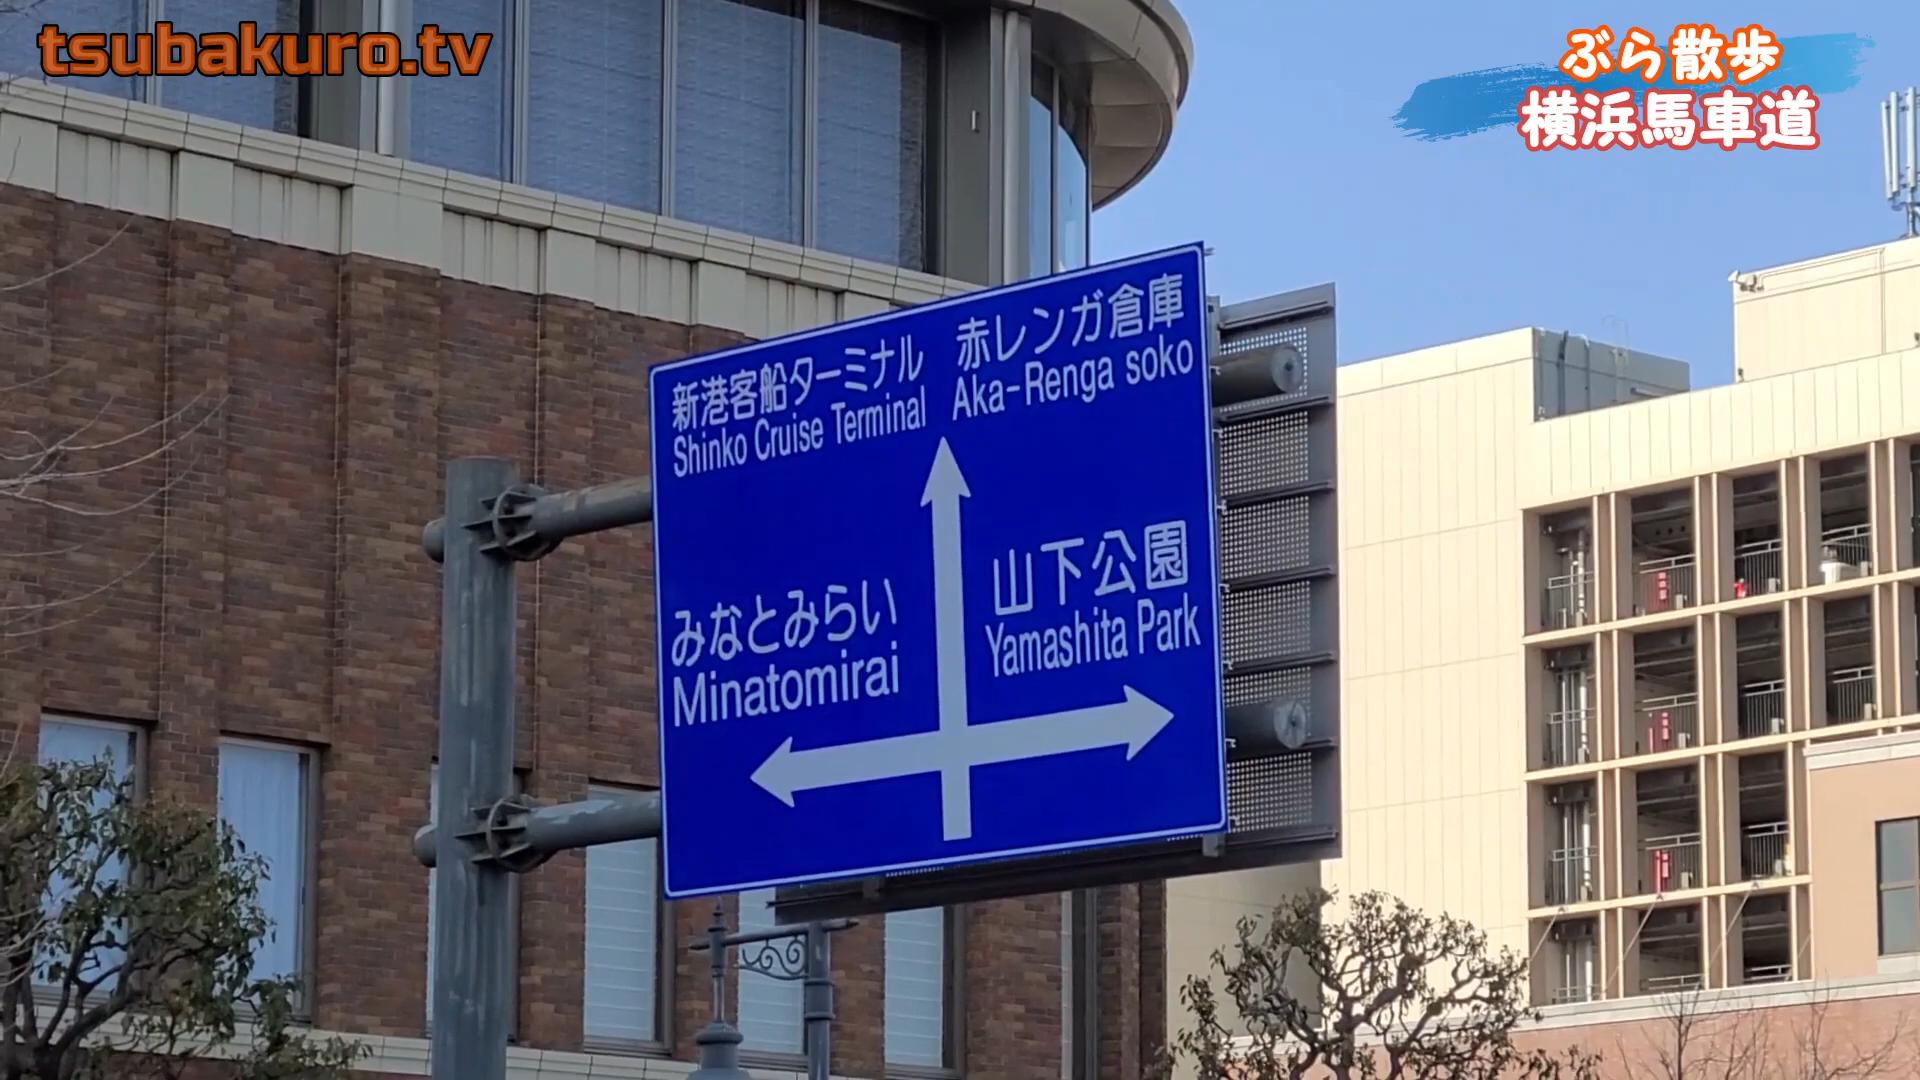 tsubakuro.tv
ぶら散歩
横浜馬車道
新港客船ターミナル
Shinko Cruise Terminal
赤レンガ倉庫
Aka-Renga soko
みなとみらい
Minatomirai
山下公園
Yamashita Park